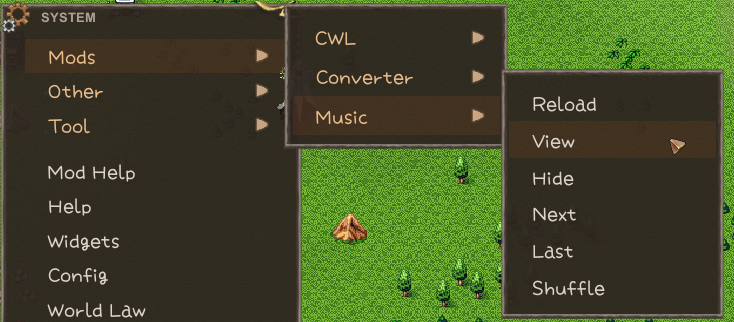 SYSTEM
Mods
Other
Tool
Mod Help
Help
Widgets
Config
World Law
CWL
Converter
Music
Reload
View
Hide
Next
Last
Shuffle